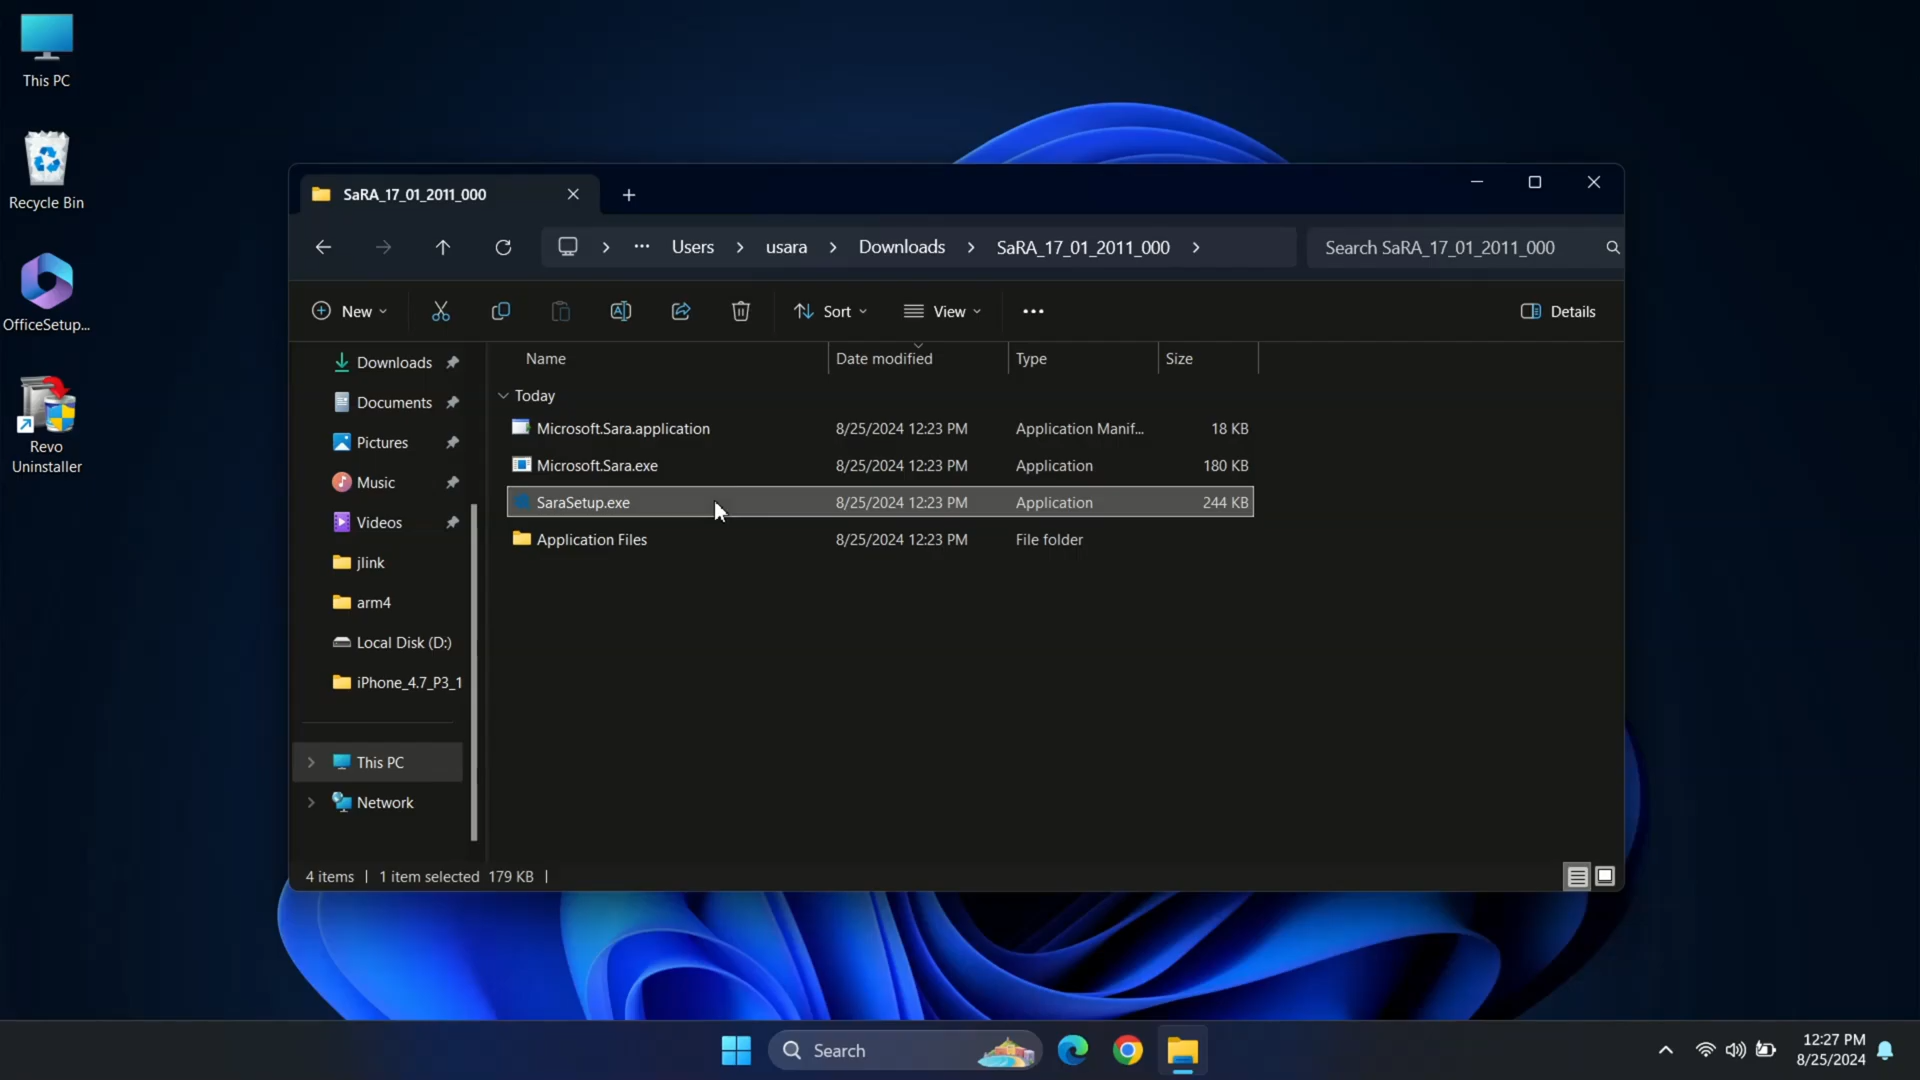 This PC
Recycle Bin
OfficeSetup...
Revo
Uninstaller
SaRA_17_01_2011_000
Users
usara
Downloads
SaRA_17_01_2011_000
Search SaRA_17_01_2011_000
New
Sort
View
Details
Downloads
Documents
Pictures
Music
Videos
jlink
arm4
Local Disk (D:)
iPhone_4.7_P3_1
This PC
Network
Name Date modified Type Size
Today
Microsoft.Sara.application 8/25/2024 12:23 PM Application Manif... 18 KB
Microsoft.Sara.exe 8/25/2024 12:23 PM Application 180 KB
SaraSetup.exe 8/25/2024 12:23 PM Application 244 KB
Application Files 8/25/2024 12:23 PM File folder
4 items | 1 item selected 179 KB |
Search
12:27 PM
8/25/2024